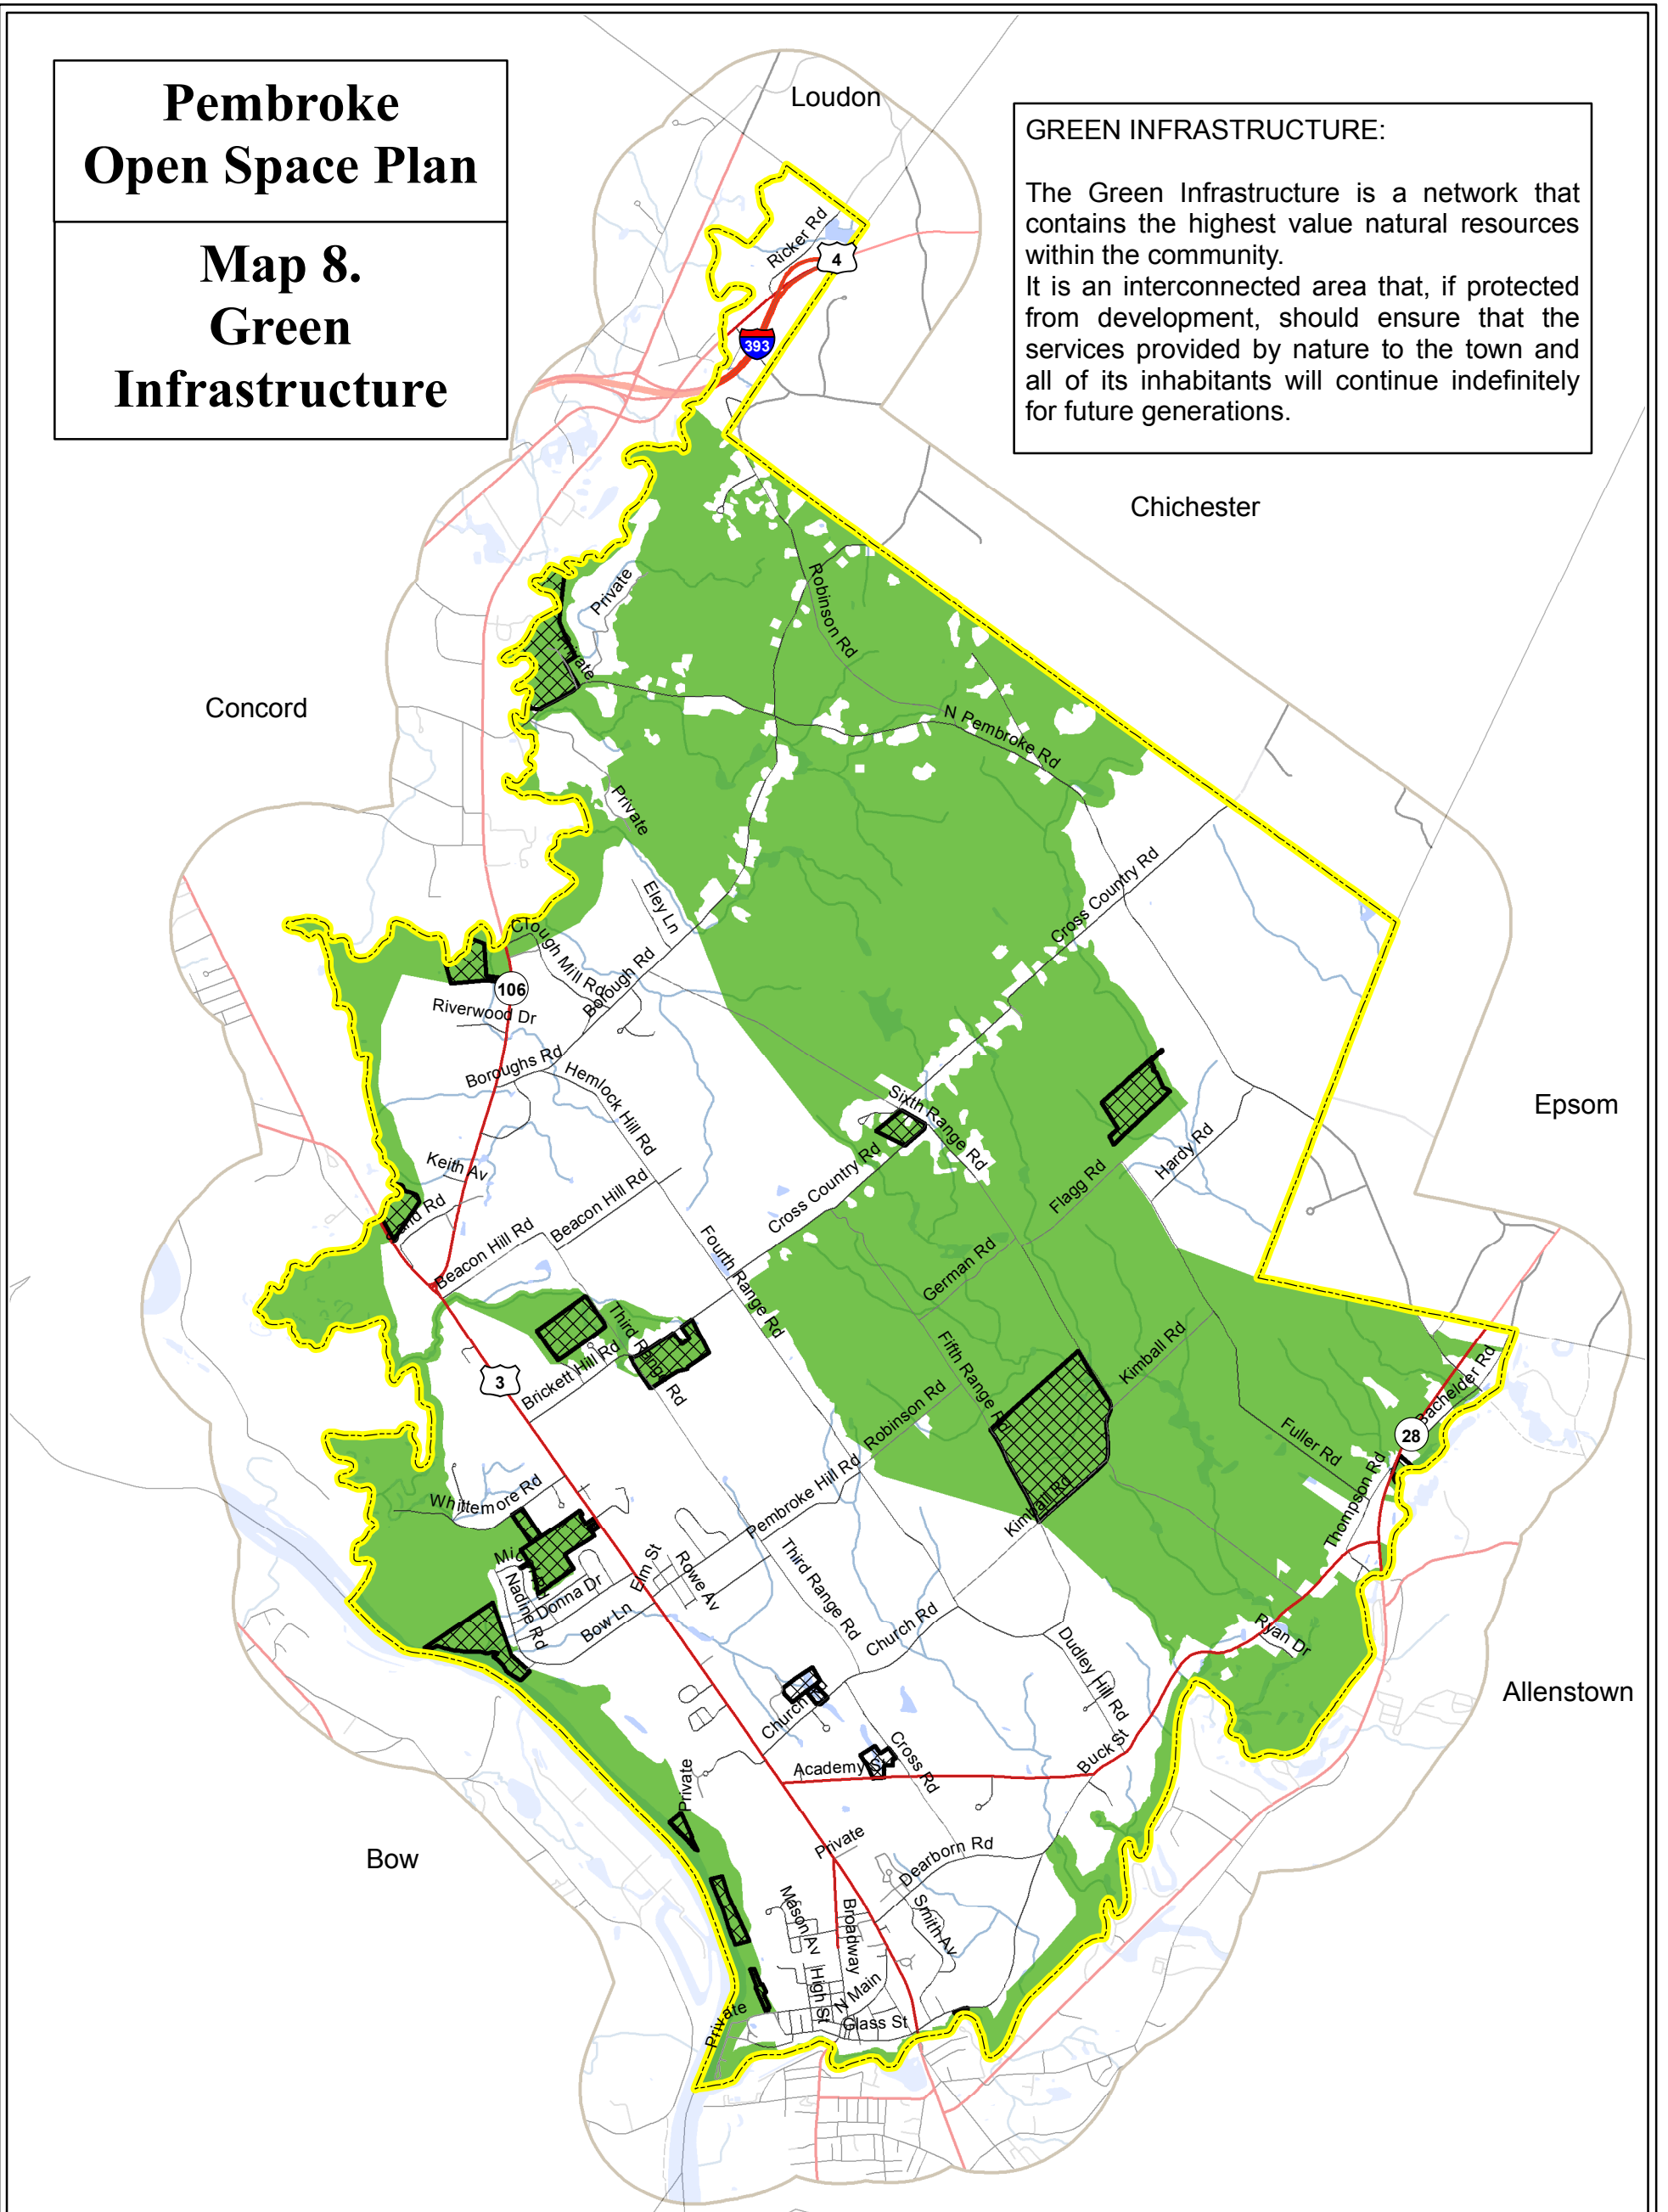 Pembroke
Open Space Plan
Map 8.
Green
Infrastructure
GREEN INFRASTRUCTURE:
The Green Infrastructure is a network that
contains the highest value natural resources
within the community.
It is an interconnected area that, if protected
from development, should ensure that the
services provided by nature to the town and
all of its inhabitants will continue indefinitely
for future generations.
Loudon
Ricker Rd
4
393
Chichester
Private
Private
Robinson Rd
Concord
N Pembroke Rd
Private
Cross Country Rd
Eley Ln
Clough Mill Rd
Borough Rd
106
Riverwood Dr
Boroughs Rd
Hemlock Hill Rd
Sixth Range Rd
Epsom
Keith Av
Hardy Rd
Beacon Hill Rd
Cross Country Rd
Flagg Rd
Rd
Beacon Hill Rd
Fourth Range Rd
German Rd
Third Range Rd
Fifth Range Rd
Kimball Rd
3
Brickett Hill Rd
Robinson Rd
Bachelder Rd
28
Fuller Rd
Whittemore Rd
Pembroke Hill Rd
Kimball Rd
Thompson Rd
Elm St
Rowe Av
Third Range Rd
Nadine Rd
Donna Dr
Bow Ln
Church Rd
Ryan Dr
Dudley Hill Rd
Allenstown
Church
Cross Rd
Buck St
Academy
Private
Bow
Private
Dearborn Rd
Mason Av
Broadway
Smith Av
High St
N Main
Glass St
Private